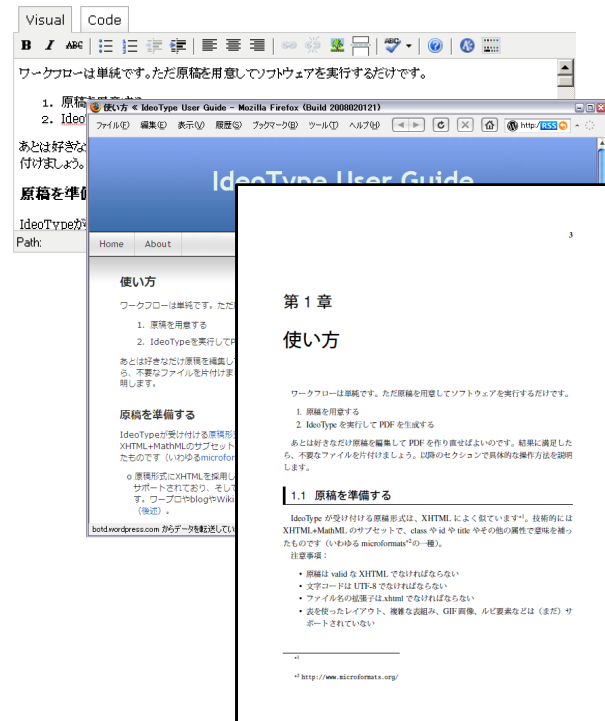 Visual Code
B I ABC
ワークフローは単純です。ただ原稿を用意してソフトウェアを実行するだけです。
1. 原稿
2. Ideo
あとは好きな
付けましょう。
原稿を準
IdeoTypeが
Path:
使い方 « IdeoType User Guide - Mozilla Firefox (Build 2008020121)
ファイル(F) 編集(E) 表示(V) 履歴(S) ブックマーク(B) ツール(T) ヘルプ(H) http:/ RSS
IdeoType User Guide
Home About
使い方
ワークフローは単純です。ただ
1. 原稿を用意する
2. IdeoTypeを実行してP
あとは好きなだけ原稿を編集し
ら、不要なファイルを片付けま
明します。
原稿を準備する
IdeoTypeが受け付ける原稿形
XHTML+MathMLのサブセット
たものです（いわゆるmicrofor
o 原稿形式にXHTMLを採用し
サポートされており、そし
す。ワープロやblogやWiki
（後述）。
botd.wordpress.com からデータを転送してい
3
第 1 章
使い方
ワークフローは単純です。ただ原稿を用意してソフトウェアを実行するだけです。
1. 原稿を用意する
2. IdeoType を実行して PDF を生成する
あとは好きなだけ原稿を編集して PDF を作り直せばよいのです。結果に満足した
ら、不要なファイルを片付けましょう。以降のセクションで具体的な操作方法を説明
します。
1.1 原稿を準備する
IdeoType が受け付ける原稿形式は、XHTML によく似ています*1。技術的には
XHTML+MathML のサブセットで、class や id や title やその他の属性で意味を補っ
たものです（いわゆる microformats*2の一種）。
注意事項：
• 原稿は valid な XHTML でなければならない
• 文字コードは UTF-8 でなければならない
• ファイル名の拡張子は.xhtml でなければならない
• 表を使ったレイアウト、複雑な表組み、GIF 画像、ルビ要素などは（まだ）サ
ポートされていない
*1
*2 http://www.microformats.org/